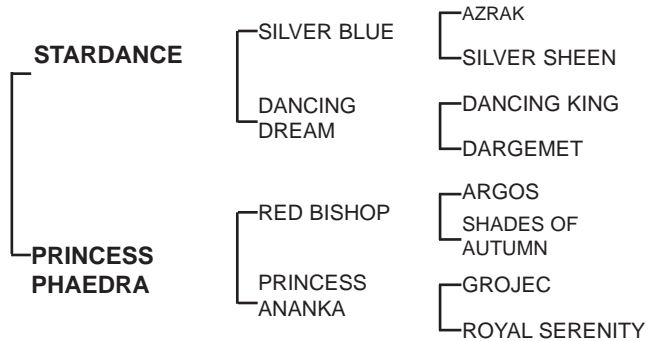 STARDANCE
SILVER BLUE
AZRAK
SILVER SHEEN
DANCING
DREAM
DANCING KING
DARGEMET
PRINCESS
PHAEDRA
RED BISHOP
ARGOS
SHADES OF
AUTUMN
PRINCESS
ANANKA
GROJEC
ROYAL SERENITY